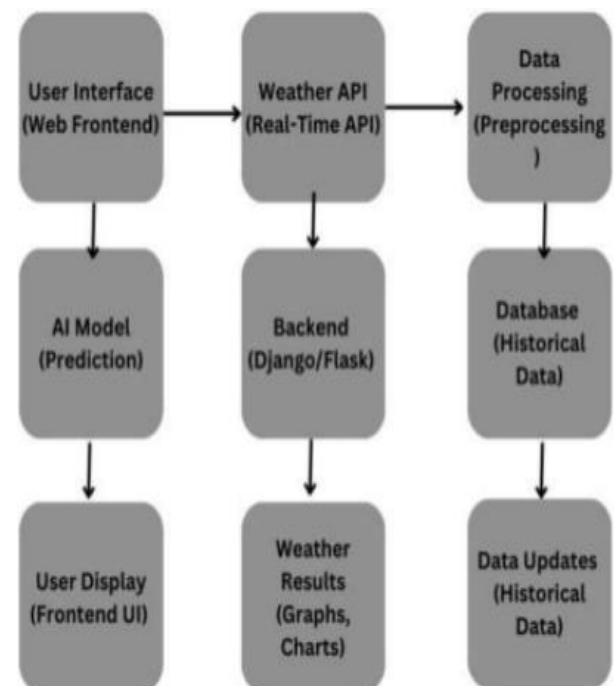 User Interface
(Web Frontend)
Weather API
(Real-Time API)
Data
Processing
(Preprocessing
)
AI Model
(Prediction)
Backend
(Django/Flask)
Database
(Historical
Data)
User Display
(Frontend UI)
Weather
Results
(Graphs,
Charts)
Data Updates
(Historical
Data)